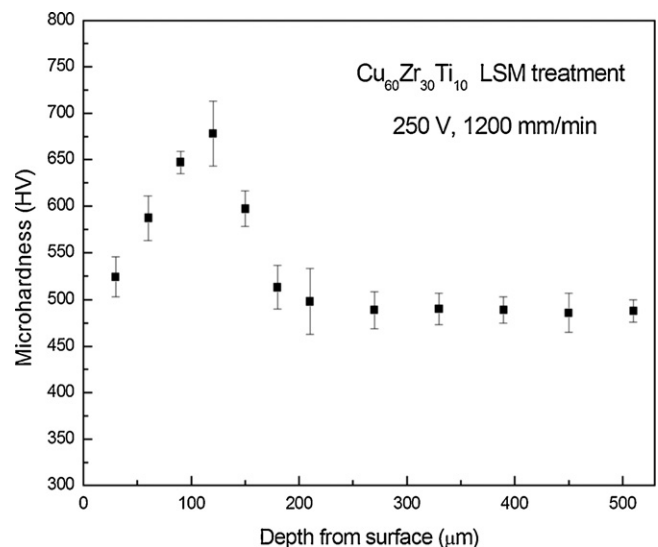 800
750
700
650
600
550
500
450
400
350
300
Microhardness (HV)
Cu₆₀Zr₃₀Ti₁₀ LSM treatment
250 V, 1200 mm/min
0 100 200 300 400 500
Depth from surface (μm)